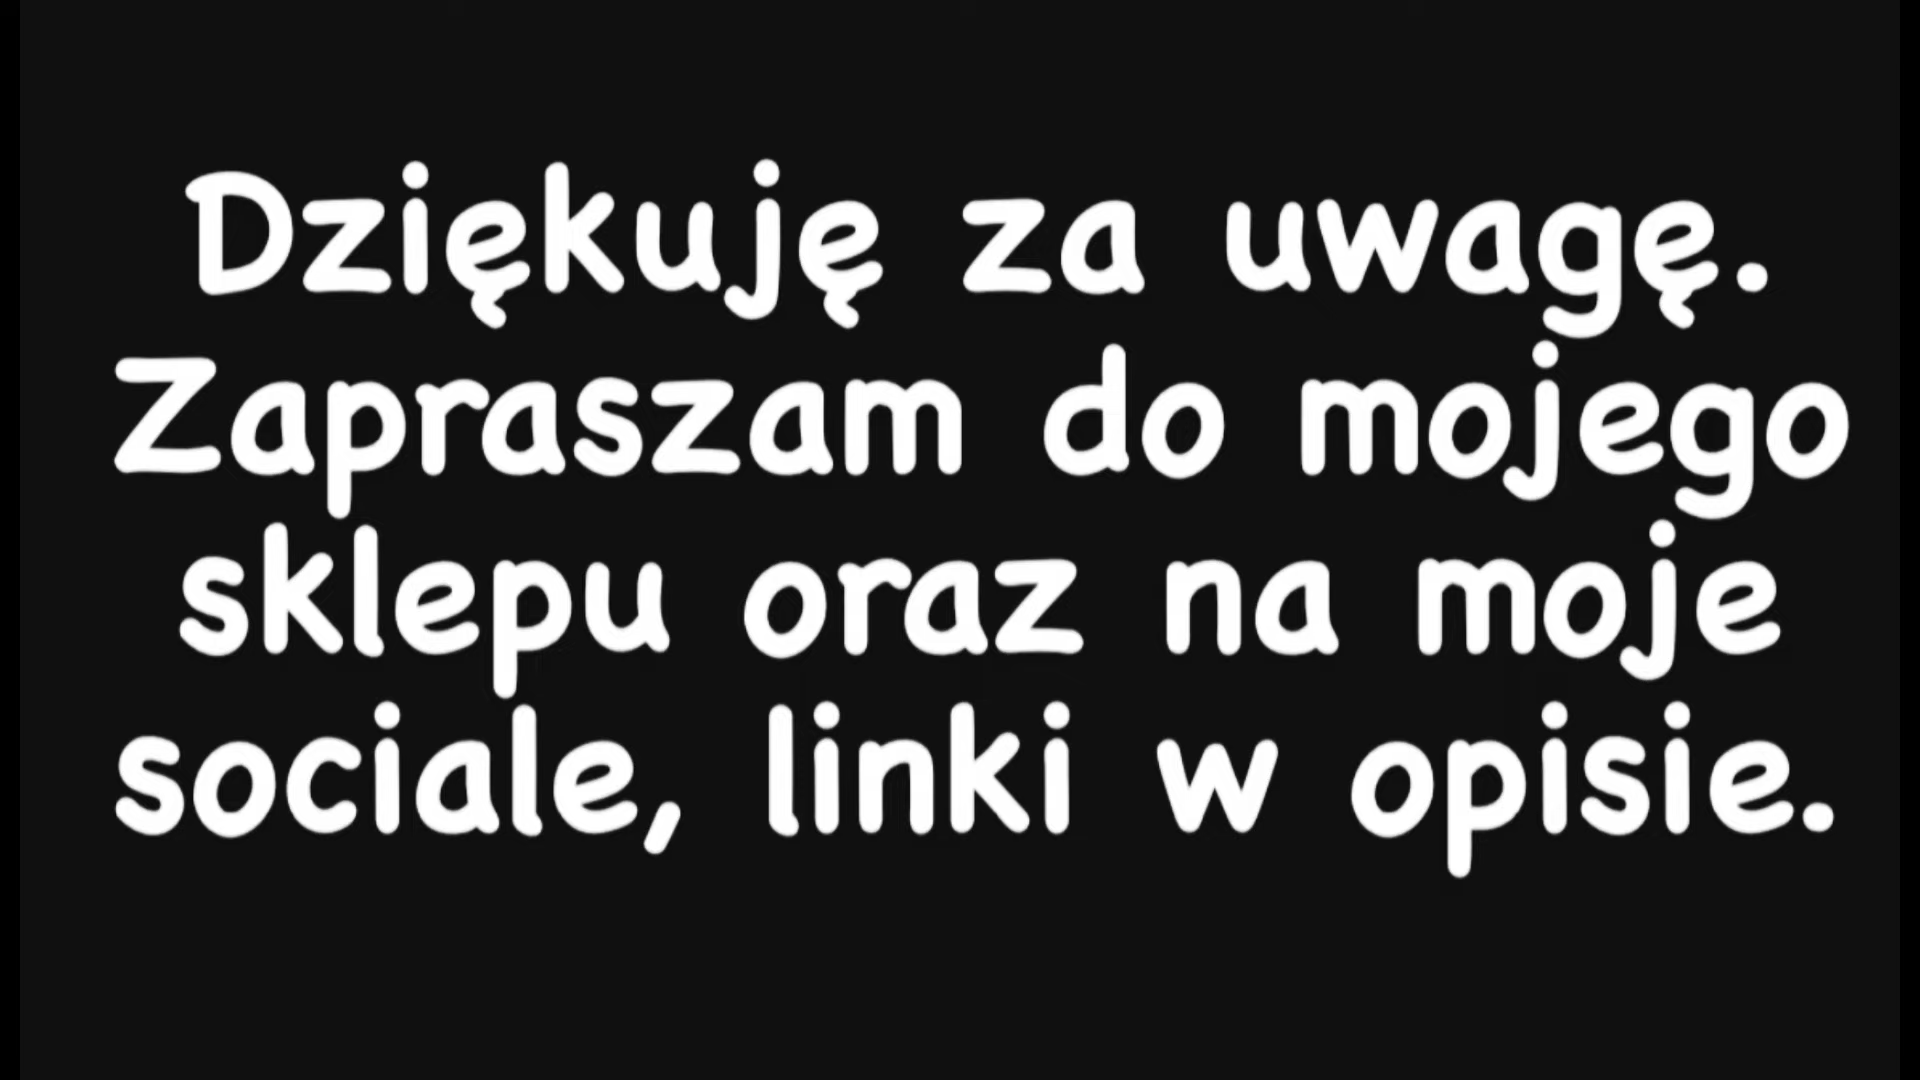 Dziękuję za uwagę.
Zapraszam do mojego
sklepu oraz na moje
sociale, linki w opisie.